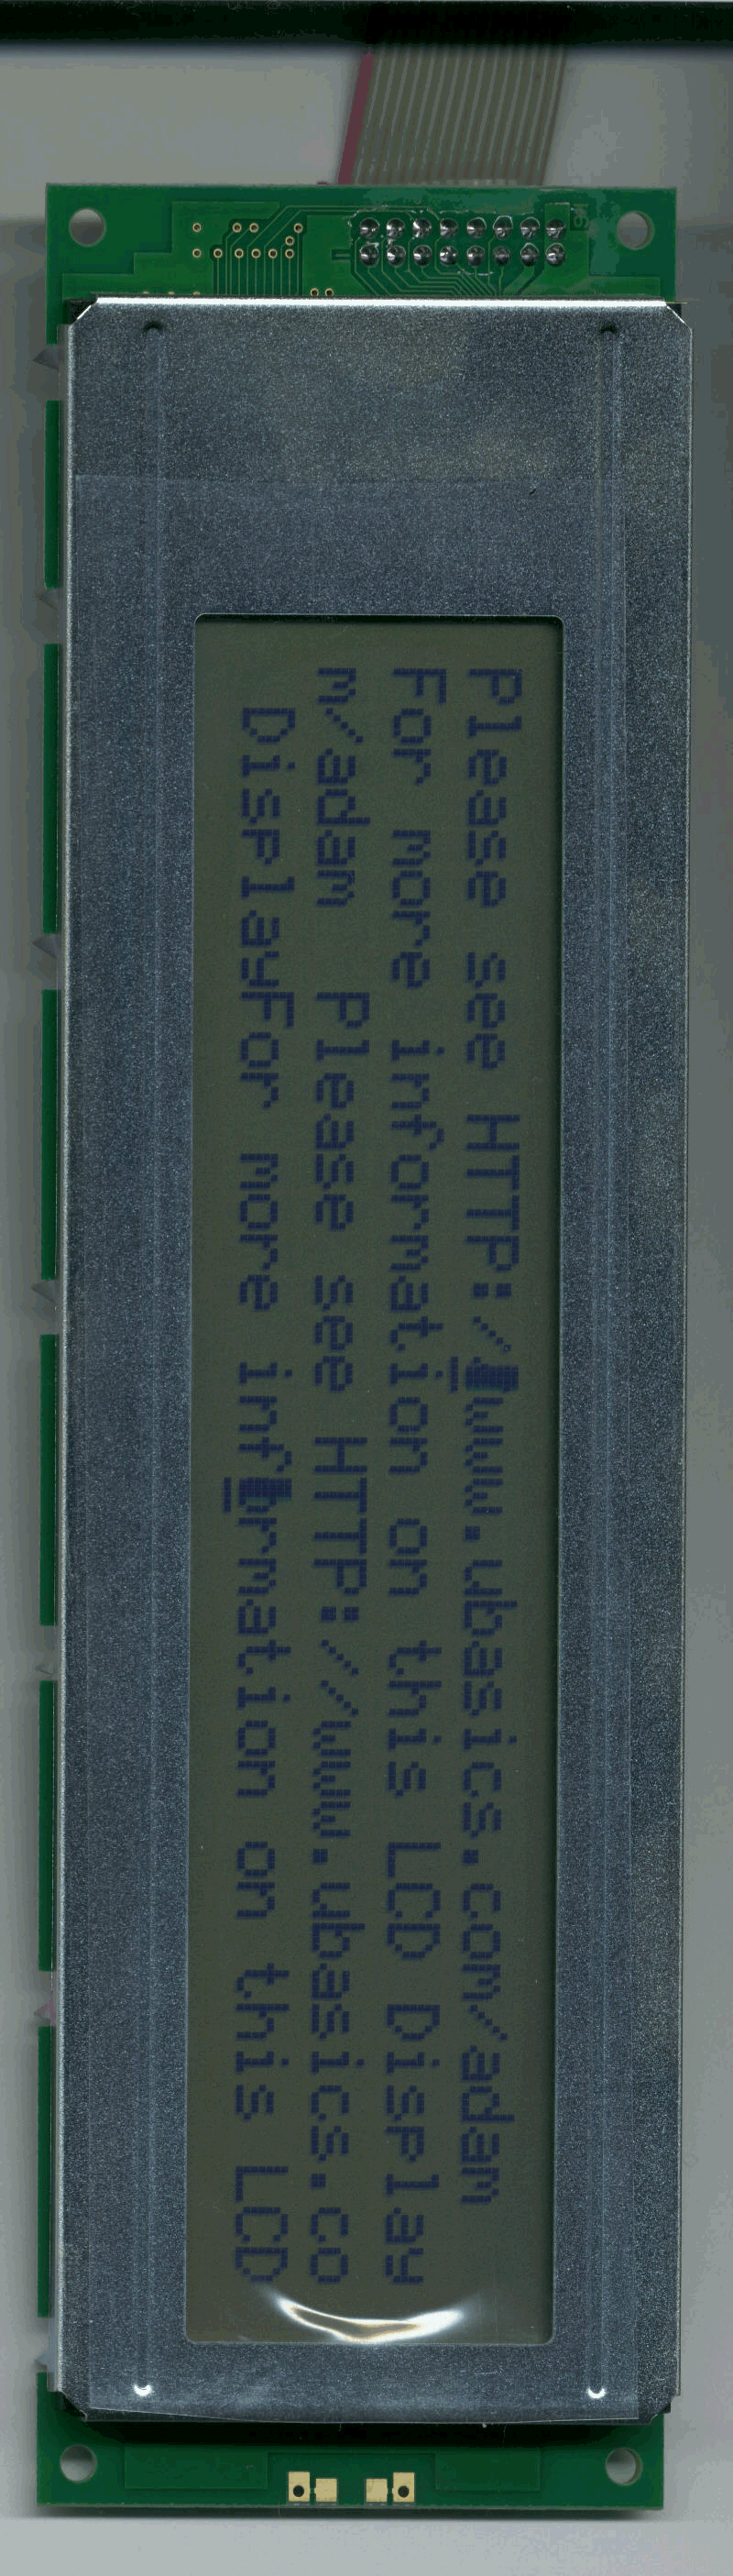 Please see HTTP://www.ubasics.com/adam
For more information on this LCD Display
m/adam  Please see HTTP://www.ubasics.co
 DisplayFor more information on this LCD